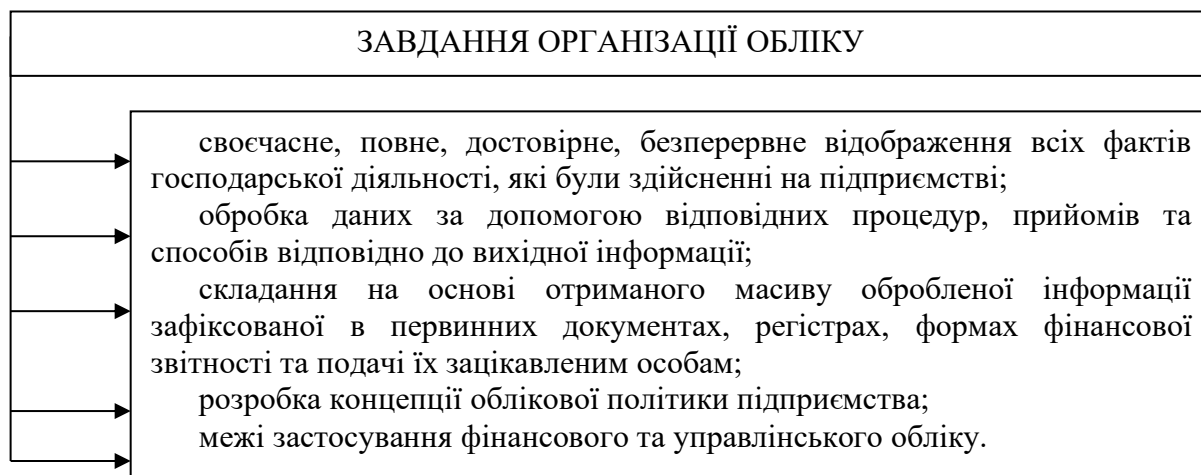 ЗАВДАННЯ ОРГАНІЗАЦІЇ ОБЛІКУ
своєчасне, повне, достовірне, безперервне відображення всіх фактів
господарської діяльності, які були здійсненні на підприємстві;
обробка даних за допомогою відповідних процедур, прийомів та
способів відповідно до вихідної інформації;
складання на основі отриманого масиву обробленої інформації
зафіксованої в первинних документах, регістрах, формах фінансової
звітності та подачі їх зацікавленим особам;
розробка концепції облікової політики підприємства;
межі застосування фінансового та управлінського обліку.